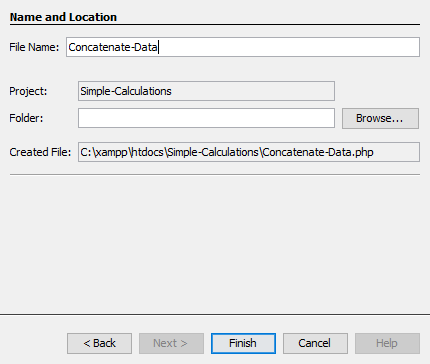 Name and Location
File Name: Concatenate-Data
Project: Simple-Calculations
Folder: Browse...
Created File: C:\xampp\htdocs\Simple-Calculations\Concatenate-Data.php
< Back Next > Finish Cancel Help